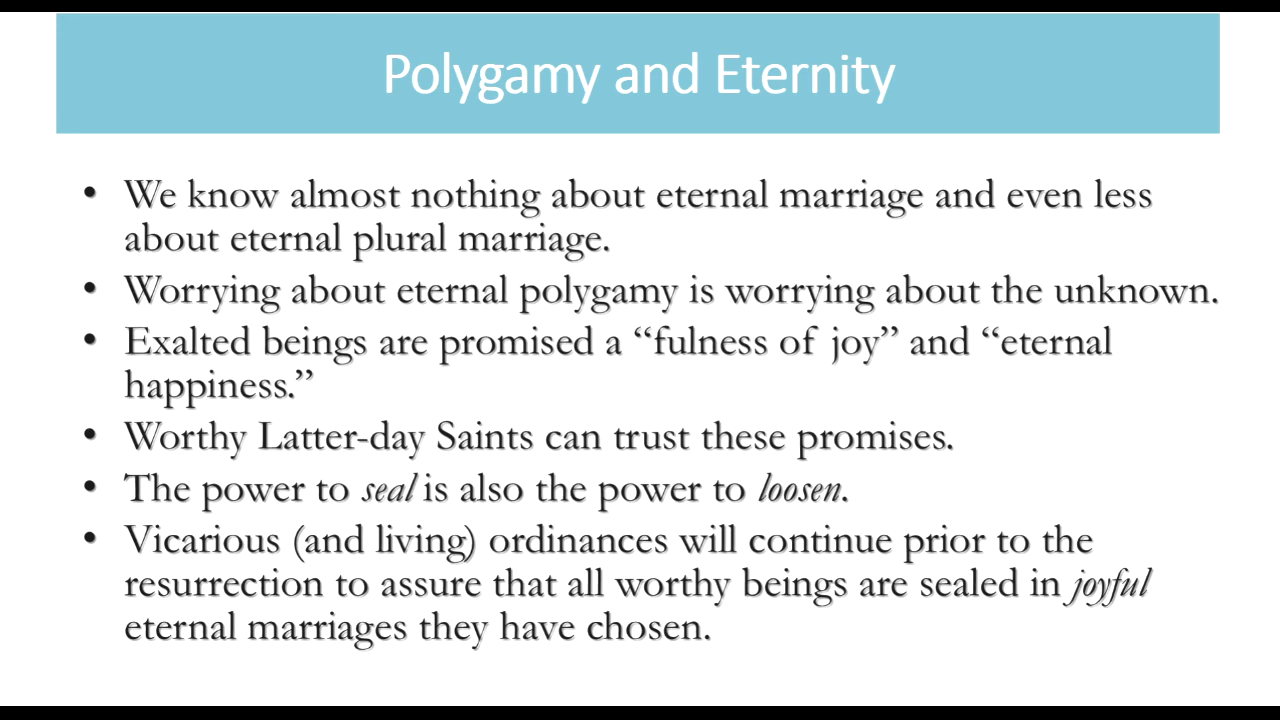 Polygamy and Eternity
• We know almost nothing about eternal marriage and even less
about eternal plural marriage.
• Worrying about eternal polygamy is worrying about the unknown.
• Exalted beings are promised a “fulness of joy” and “eternal
happiness.”
• Worthy Latter-day Saints can trust these promises.
• The power to seal is also the power to loosen.
• Vicarious (and living) ordinances will continue prior to the
resurrection to assure that all worthy beings are sealed in joyful
eternal marriages they have chosen.